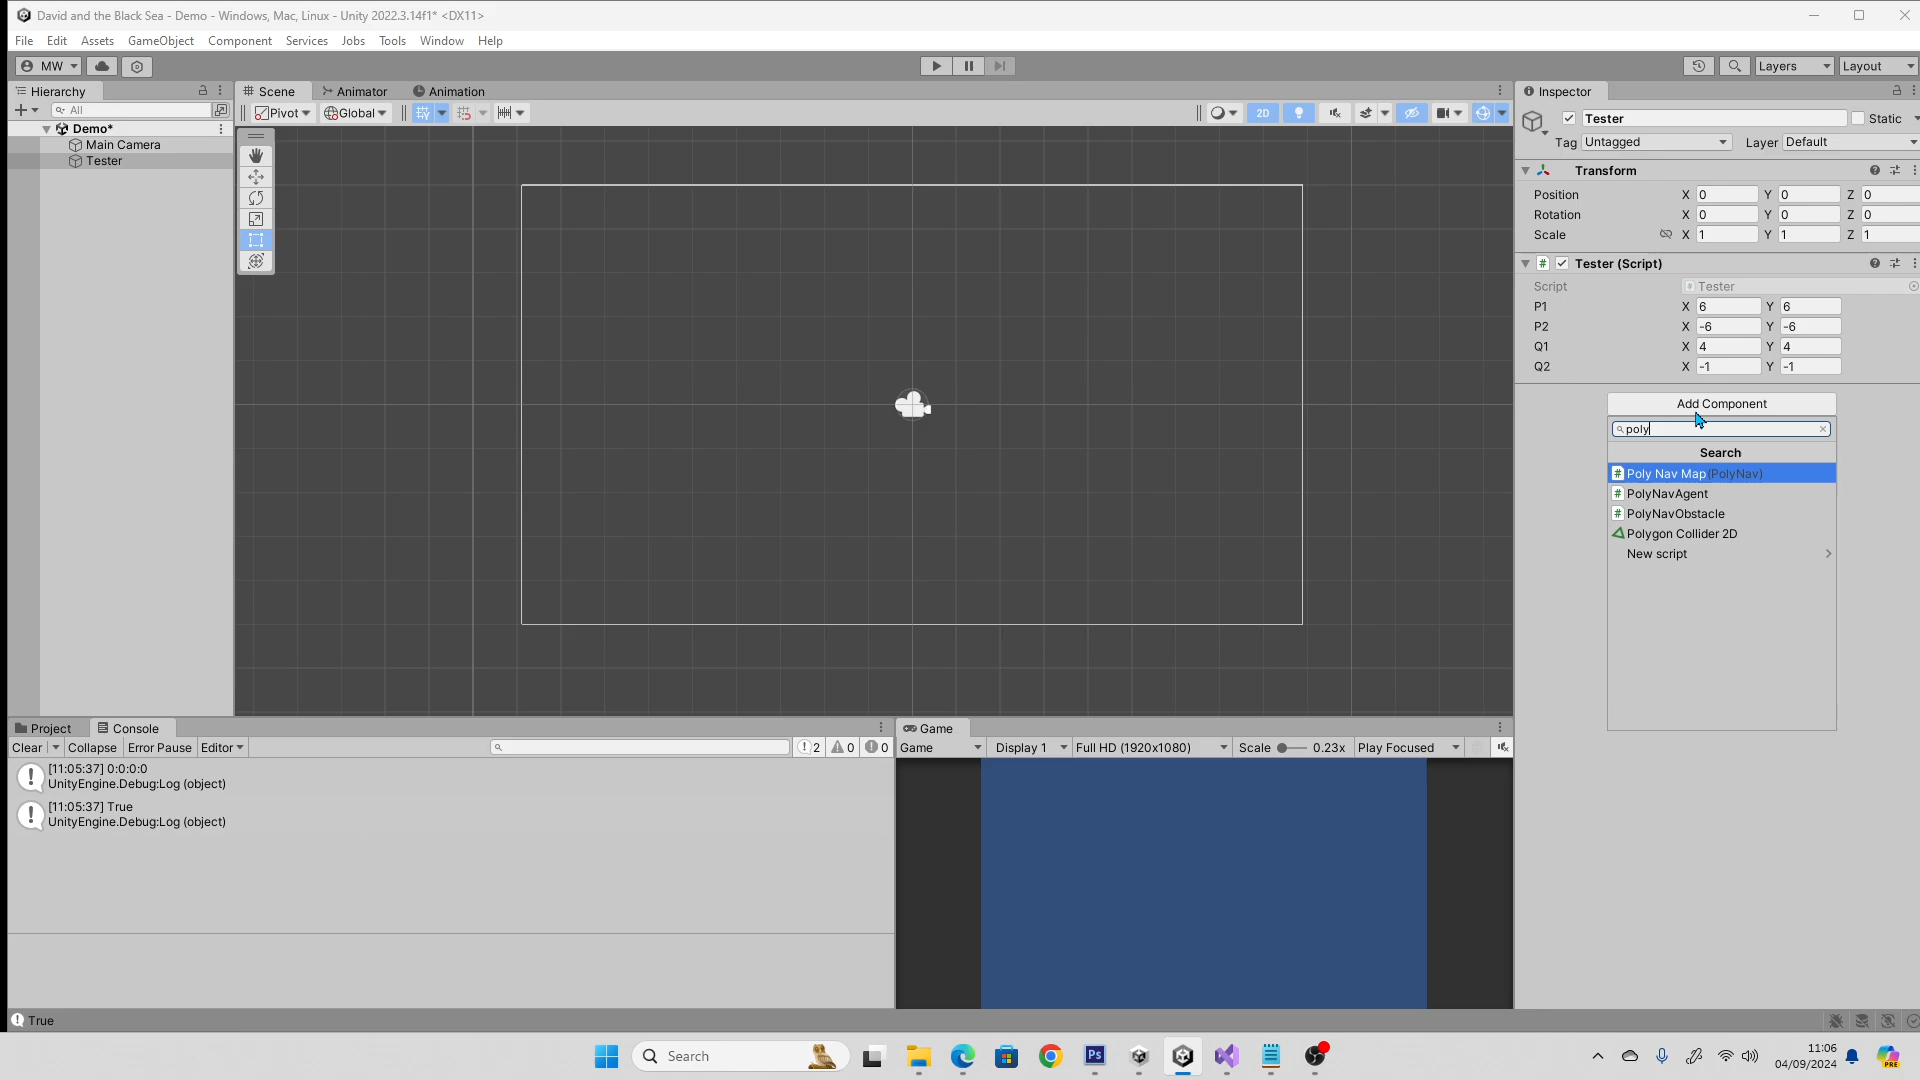 David and the Black Sea - Demo - Windows, Mac, Linux - Unity 2022.3.14f1* <DX11>
File Edit Assets GameObject Component Services Jobs Tools Window Help
MW Layers Layout
Hierarchy Scene Animator Animation Inspector
All Pivot Global 2D
Demo*
Main Camera
Tester
Tester Static
Tag Untagged Layer Default
Transform
Position X 0 Y 0 Z 0
Rotation X 0 Y 0 Z 0
Scale X 1 Y 1 Z 1
# Tester (Script)
Script # Tester
P1 X 6 Y 6
P2 X -6 Y -6
Q1 X 4 Y 4
Q2 X -1 Y -1
Add Component
poly
Search
# Poly Nav Map (PolyNav)
# PolyNavAgent
# PolyNavObstacle
Polygon Collider 2D
New script
Project Console Game
Clear Collapse Error Pause Editor 2 0 0 Game Display 1 Full HD (1920x1080) Scale 0.23x Play Focused
[11:05:37] 0:0:0:0
UnityEngine.Debug:Log (object)
[11:05:37] True
UnityEngine.Debug:Log (object)
True
Search Ps 11:06 PRE
04/09/2024